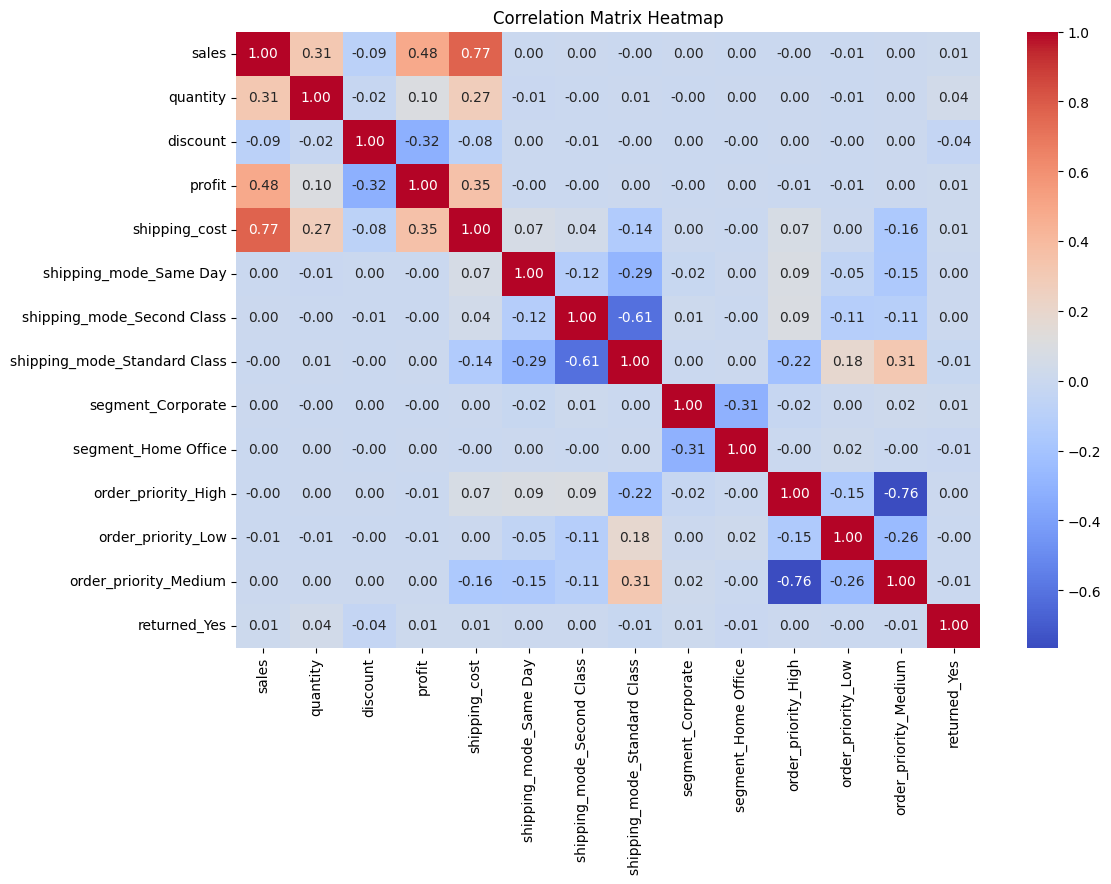 Correlation Matrix Heatmap
sales 1.00 0.31 -0.09 0.48 0.77 0.00 0.00 -0.00 0.00 0.00 -0.00 -0.01 0.00 0.01
quantity 0.31 1.00 -0.02 0.10 0.27 -0.01 -0.00 0.01 -0.00 0.00 0.00 -0.01 0.00 0.04
discount -0.09 -0.02 1.00 -0.32 -0.08 0.00 -0.01 -0.00 0.00 -0.00 0.00 -0.00 0.00 -0.04
profit 0.48 0.10 -0.32 1.00 0.35 -0.00 -0.00 0.00 -0.00 0.00 -0.01 -0.01 0.00 0.01
shipping_cost 0.77 0.27 -0.08 0.35 1.00 0.07 0.04 -0.14 0.00 -0.00 0.07 0.00 -0.16 0.01
shipping_mode_Same Day 0.00 -0.01 0.00 -0.00 0.07 1.00 -0.12 -0.29 -0.02 0.00 0.09 -0.05 -0.15 0.00
shipping_mode_Second Class 0.00 -0.00 -0.01 -0.00 0.04 -0.12 1.00 -0.61 0.01 -0.00 0.09 -0.11 -0.11 0.00
shipping_mode_Standard Class -0.00 0.01 -0.00 0.00 -0.14 -0.29 -0.61 1.00 0.00 0.00 -0.22 0.18 0.31 -0.01
segment_Corporate 0.00 -0.00 0.00 -0.00 0.00 -0.02 0.01 0.00 1.00 -0.31 -0.02 0.00 0.02 0.01
segment_Home Office 0.00 0.00 -0.00 0.00 -0.00 0.00 -0.00 0.00 -0.31 1.00 -0.00 0.02 -0.00 -0.01
order_priority_High -0.00 0.00 0.00 -0.01 0.07 0.09 0.09 -0.22 -0.02 -0.00 1.00 -0.15 -0.76 0.00
order_priority_Low -0.01 -0.01 -0.00 -0.01 0.00 -0.05 -0.11 0.18 0.00 0.02 -0.15 1.00 -0.26 -0.00
order_priority_Medium 0.00 0.00 0.00 0.00 -0.16 -0.15 -0.11 0.31 0.02 -0.00 -0.76 -0.26 1.00 -0.01
returned_Yes 0.01 0.04 -0.04 0.01 0.01 0.00 0.00 -0.01 0.01 -0.01 0.00 -0.00 -0.01 1.00
sales
quantity
discount
profit
shipping_cost
shipping_mode_Same Day
shipping_mode_Second Class
shipping_mode_Standard Class
segment_Corporate
segment_Home Office
order_priority_High
order_priority_Low
order_priority_Medium
returned_Yes
1.0
0.8
0.6
0.4
0.2
0.0
−0.2
−0.4
−0.6